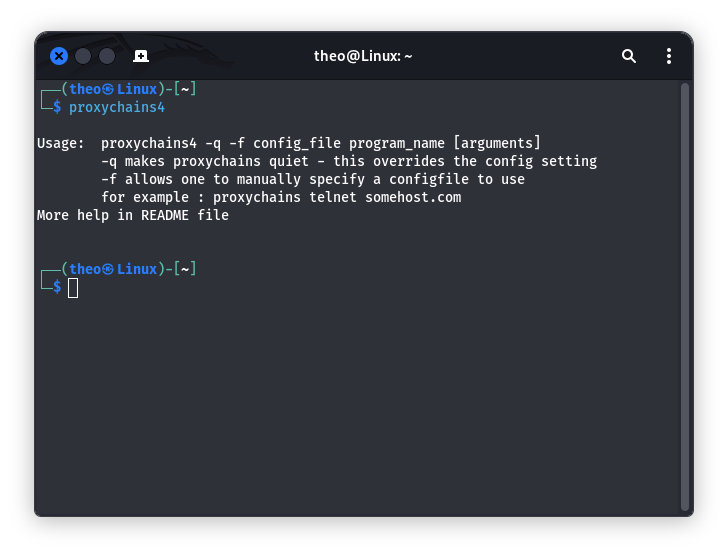 theo@Linux: ~
┌──(theo㉿Linux)-[~]
└─$ proxychains4
Usage:  proxychains4 -q -f config_file program_name [arguments]
        -q makes proxychains quiet - this overrides the config setting
        -f allows one to manually specify a configfile to use
        for example : proxychains telnet somehost.com
More help in README file
┌──(theo㉿Linux)-[~]
└─$